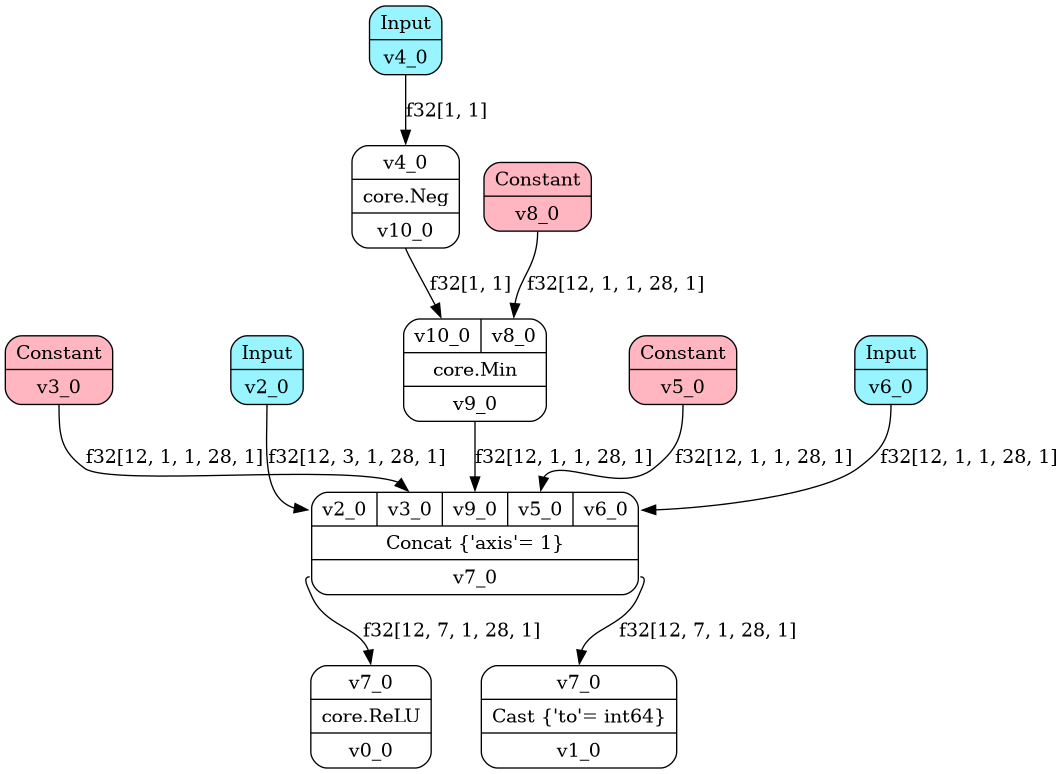 Input
v4_0
f32[1, 1]
v4_0
core.Neg
v10_0
Constant
v8_0
f32[1, 1]
f32[12, 1, 1, 28, 1]
v10_0 v8_0
core.Min
v9_0
Constant
v3_0
Input
v2_0
Constant
v5_0
Input
v6_0
f32[12, 1, 1, 28, 1]
f32[12, 3, 1, 28, 1]
f32[12, 1, 1, 28, 1]
f32[12, 1, 1, 28, 1]
f32[12, 1, 1, 28, 1]
v2_0 v3_0 v9_0 v5_0 v6_0
Concat {'axis'= 1}
v7_0
f32[12, 7, 1, 28, 1]
f32[12, 7, 1, 28, 1]
v7_0
core.ReLU
v0_0
v7_0
Cast {'to'= int64}
v1_0